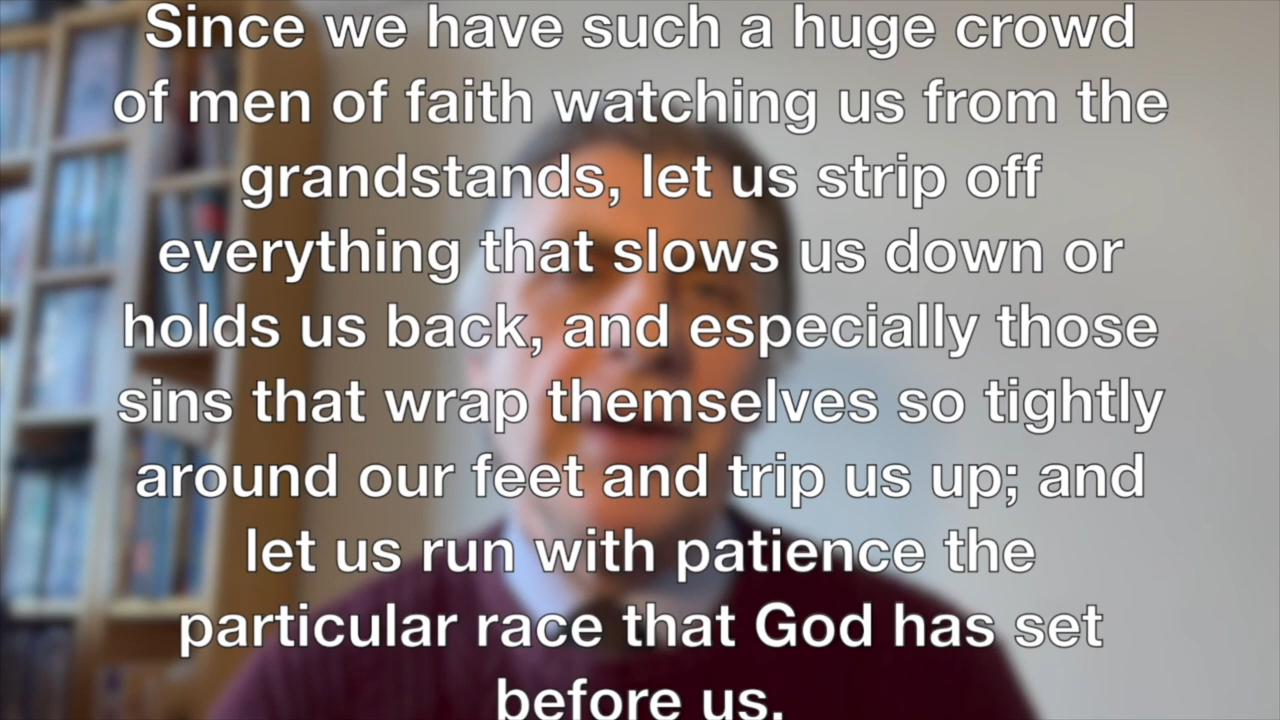 Since we have such a huge crowd
of men of faith watching us from the
grandstands, let us strip off
everything that slows us down or
holds us back, and especially those
sins that wrap themselves so tightly
around our feet and trip us up; and
let us run with patience the
particular race that God has set
before us.